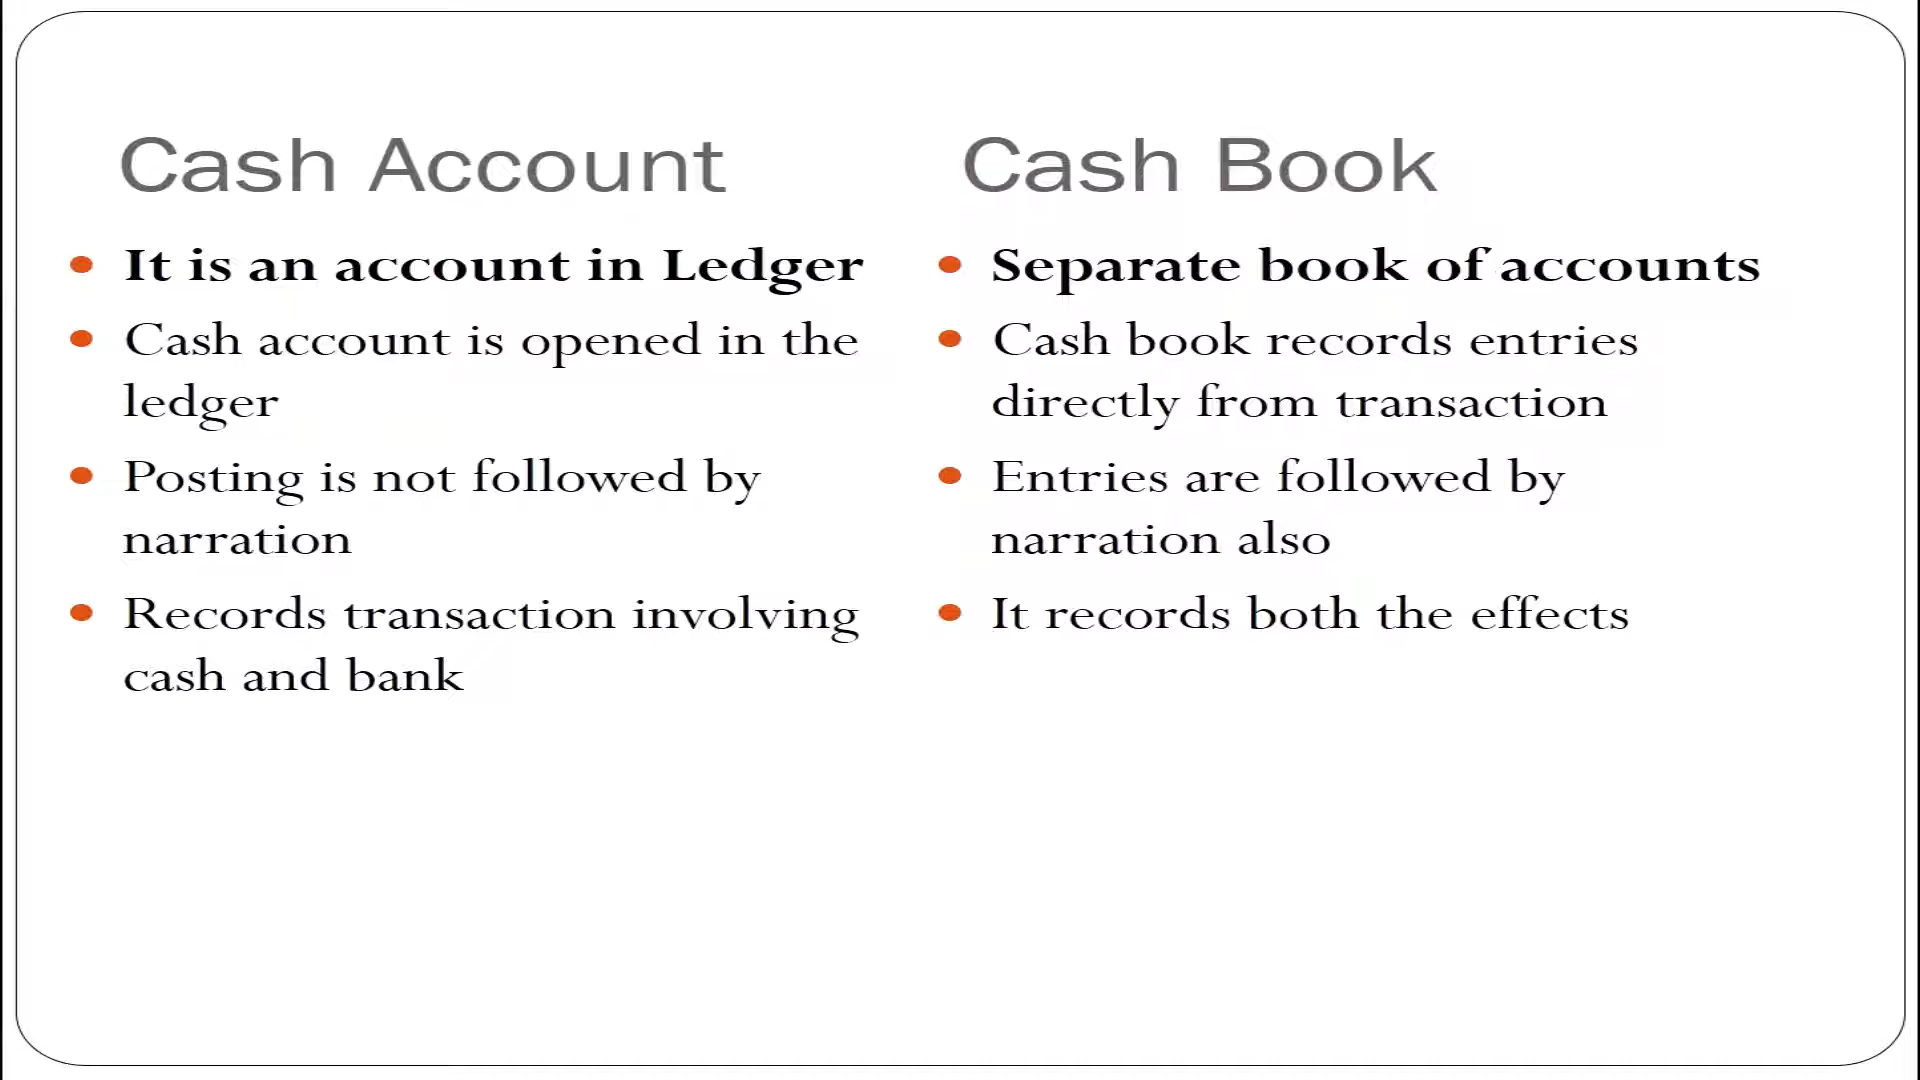 Cash Account
• It is an account in Ledger
• Cash account is opened in the
ledger
• Posting is not followed by
narration
• Records transaction involving
cash and bank
Cash Book
• Separate book of accounts
• Cash book records entries
directly from transaction
• Entries are followed by
narration also
• It records both the effects